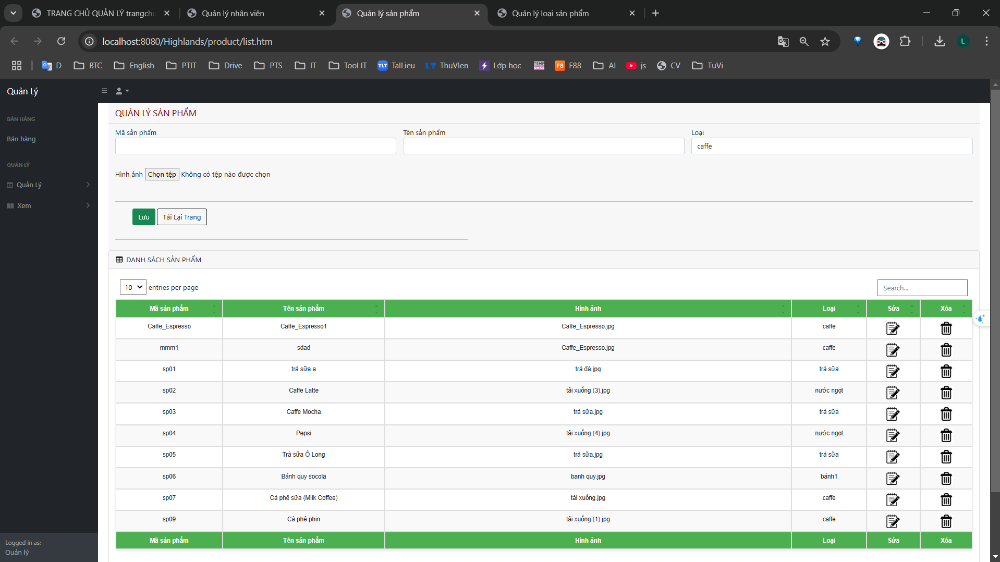 TRANG CHỦ QUẢN LÝ trangchu
Quản lý nhân viên
Quản lý sản phẩm
Quản lý loại sản phẩm
localhost:8080/Highlands/product/list.htm
L
D
BTC
English
PTIT
Drive
PTS
IT
Tool IT
TLT TaiLieu
LT ThuVien
Lớp học
F8 F88
AI
js
CV
TuVi
Quản Lý
BÁN HÀNG
Bán hàng
QUẢN LÝ
Quản Lý
Xem
Logged in as:
Quản lý
QUẢN LÝ SẢN PHẨM
Mã sản phẩm Tên sản phẩm Loại
caffe
Hình ảnh Chọn tệp Không có tệp nào được chọn
Lưu Tải Lại Trang
DANH SÁCH SẢN PHẨM
10 entries per page Search...
Mã sản phẩm Tên sản phẩm Hình ảnh Loại Sửa Xóa
Caffe_Espresso Caffe_Espresso1 Caffe_Espresso.jpg caffe
mmm1 sdad Caffe_Espresso.jpg caffe
sp01 trà sữa a trà đá.jpg trà sữa
sp02 Caffe Latte tải xuống (3).jpg nước ngọt
sp03 Caffe Mocha trà sữa.jpg trà sữa
sp04 Pepsi tải xuống (4).jpg nước ngọt
sp05 Trà sữa Ô Long trà sữa.jpg trà sữa
sp06 Bánh quy socola banh quy.jpg bánh1
sp07 Cà phê sữa (Milk Coffee) tải xuống.jpg caffe
sp09 Cà phê phin tải xuống (1).jpg caffe
Mã sản phẩm Tên sản phẩm Hình ảnh Loại Sửa Xóa